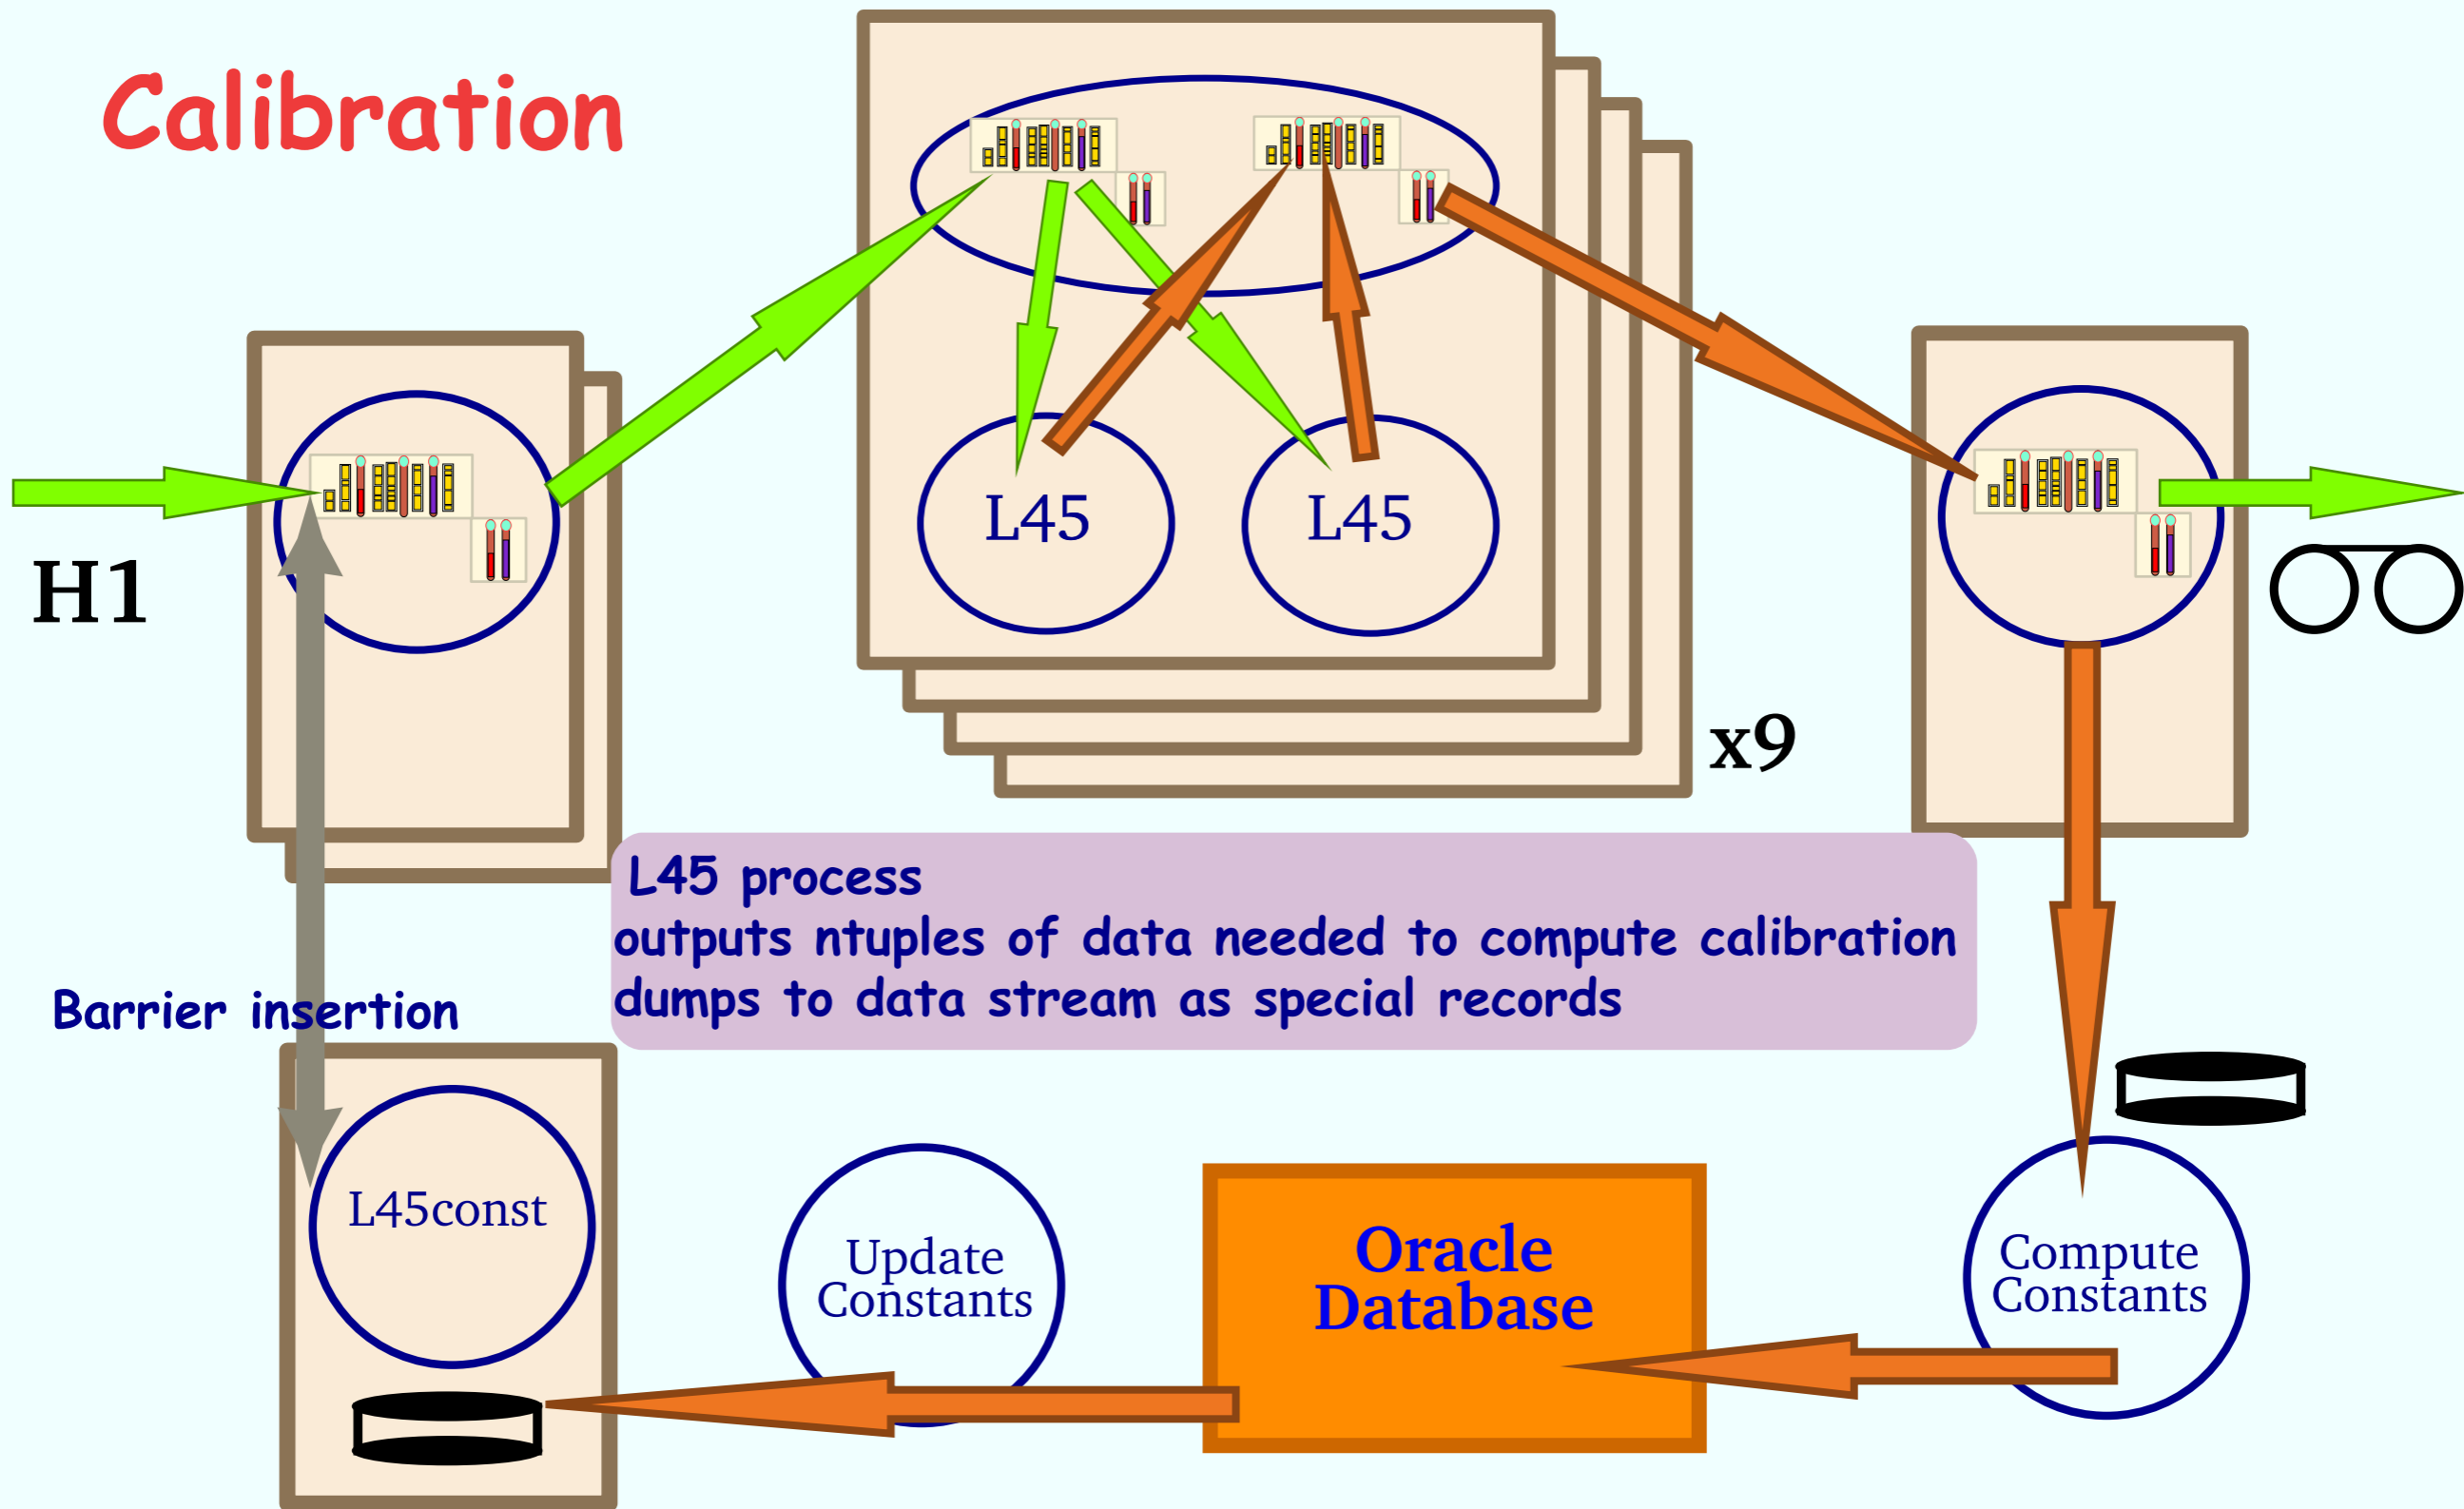 Calibration
L45
L45
H1
x9
L45 process
outputs ntuples of data needed to compute calibration
dumps to data stream as special records
Barrier insertion
L45const
Update
Constants
Oracle
Database
Compute
Constants